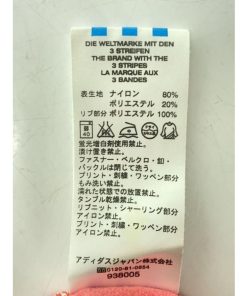 DIE WELTMARKE MIT DEN
3 STREIFEN
THE BRAND WITH THE
3 STRIPES
LA MARQUE AUX
3 BANDES
表生地 ナイロン 80%
ポリエステル 20%
リブ部分 ポリエステル 100%
40
蛍光増白剤使用禁止。
漬け置き禁止。
ファスナー・ベルクロ・釦・
バックルは閉じて洗う。
プリント・刺繍・ワッペン部分
もみ洗い禁止。
濡れたまま放置禁止。
タンブル乾燥禁止。
リブニット・シャーリング部分
アイロン禁止。
プリント・刺繍・ワッペン部分
アイロン禁止。
アディダスジャパン株式会社
0120-81-0654
938005